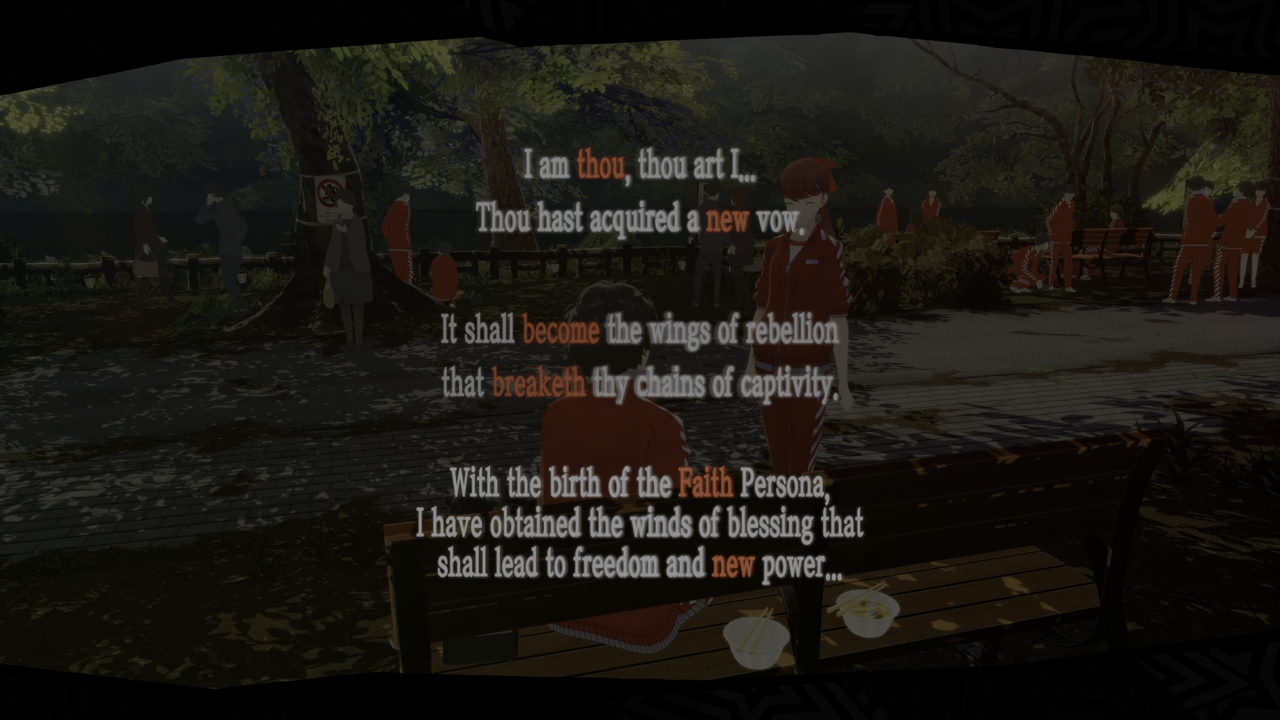 I am thou, thou art I...
Thou hast acquired a new vow.
It shall become the wings of rebellion
that breaketh thy chains of captivity.
With the birth of the Faith Persona,
I have obtained the winds of blessing that
shall lead to freedom and new power...